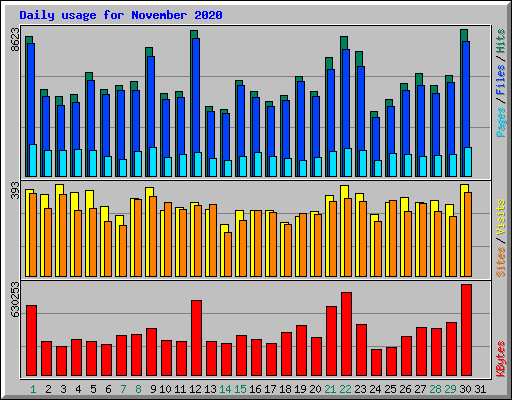 Daily usage for November 2020
8623
393
630253
Pages / Files / Hits
Sites / Visits
KBytes
1 2 3 4 5 6 7 8 9 10 11 12 13 14 15 16 17 18 19 20 21 22 23 24 25 26 27 28 29 30 31